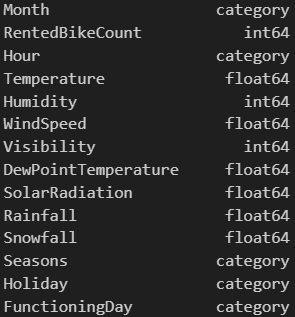 Month category
RentedBikeCount int64
Hour category
Temperature float64
Humidity int64
WindSpeed float64
Visibility int64
DewPointTemperature float64
SolarRadiation float64
Rainfall float64
Snowfall float64
Seasons category
Holiday category
FunctioningDay category